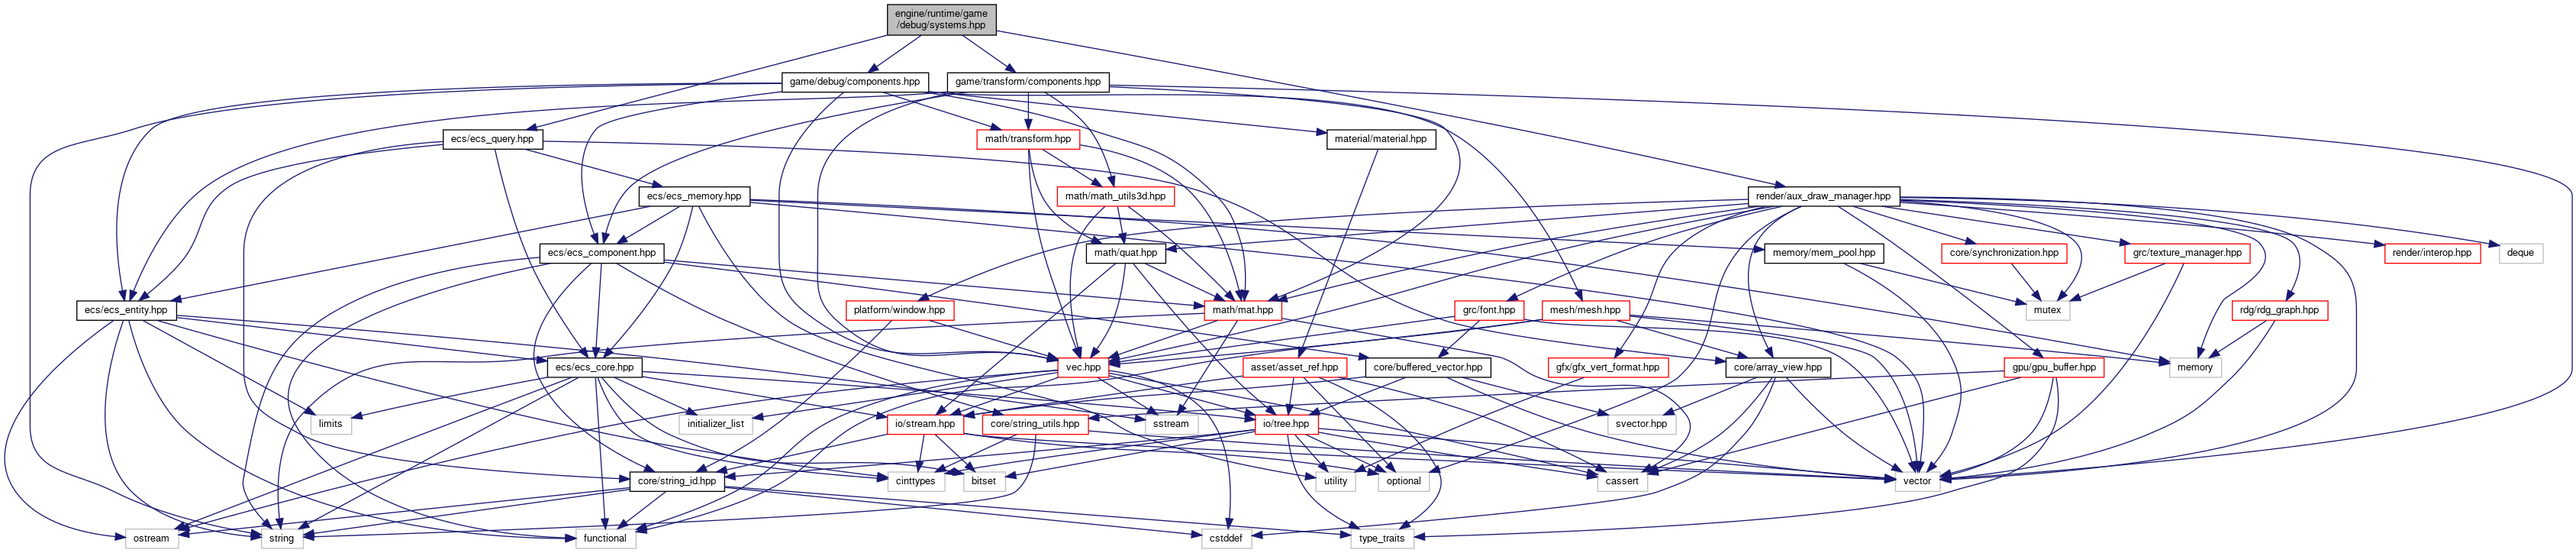 engine/runtime/game
/debug/systems.hpp
game/debug/components.hpp
game/transform/components.hpp
ecs/ecs_query.hpp
math/transform.hpp
material/material.hpp
ecs/ecs_memory.hpp
math/math_utils3d.hpp
render/aux_draw_manager.hpp
ecs/ecs_component.hpp
math/quat.hpp
memory/mem_pool.hpp
core/synchronization.hpp
grc/texture_manager.hpp
render/interop.hpp
deque
ecs/ecs_entity.hpp
platform/window.hpp
math/mat.hpp
grc/font.hpp
mesh/mesh.hpp
mutex
rdg/rdg_graph.hpp
ecs/ecs_core.hpp
vec.hpp
core/buffered_vector.hpp
asset/asset_ref.hpp
gfx/gfx_vert_format.hpp
core/array_view.hpp
gpu/gpu_buffer.hpp
memory
limits
initializer_list
io/stream.hpp
core/string_utils.hpp
sstream
io/tree.hpp
svector.hpp
core/string_id.hpp
cinttypes
bitset
utility
optional
cassert
vector
ostream
string
functional
cstddef
type_traits